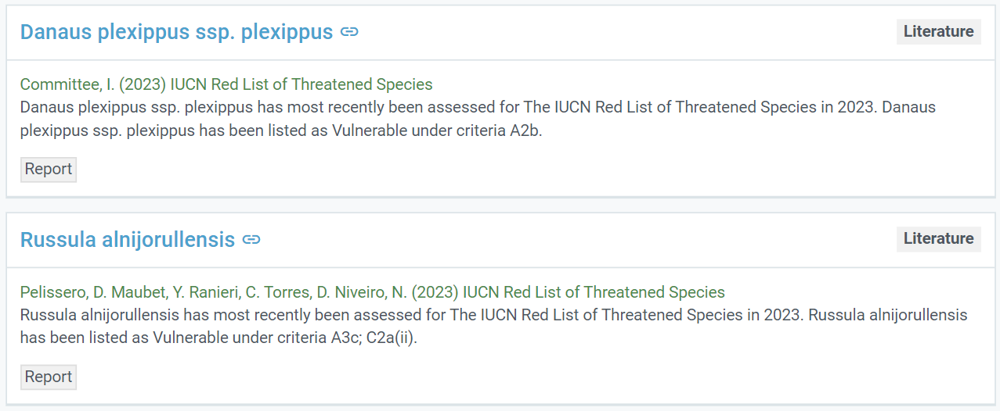 Danaus plexippus ssp. plexippus
Literature
Committee, I. (2023) IUCN Red List of Threatened Species
Danaus plexippus ssp. plexippus has most recently been assessed for The IUCN Red List of Threatened Species in 2023. Danaus
plexippus ssp. plexippus has been listed as Vulnerable under criteria A2b.
Report
Russula alnijorullensis
Literature
Pelissero, D. Maubet, Y. Ranieri, C. Torres, D. Niveiro, N. (2023) IUCN Red List of Threatened Species
Russula alnijorullensis has most recently been assessed for The IUCN Red List of Threatened Species in 2023. Russula alnijorullensis
has been listed as Vulnerable under criteria A3c; C2a(ii).
Report